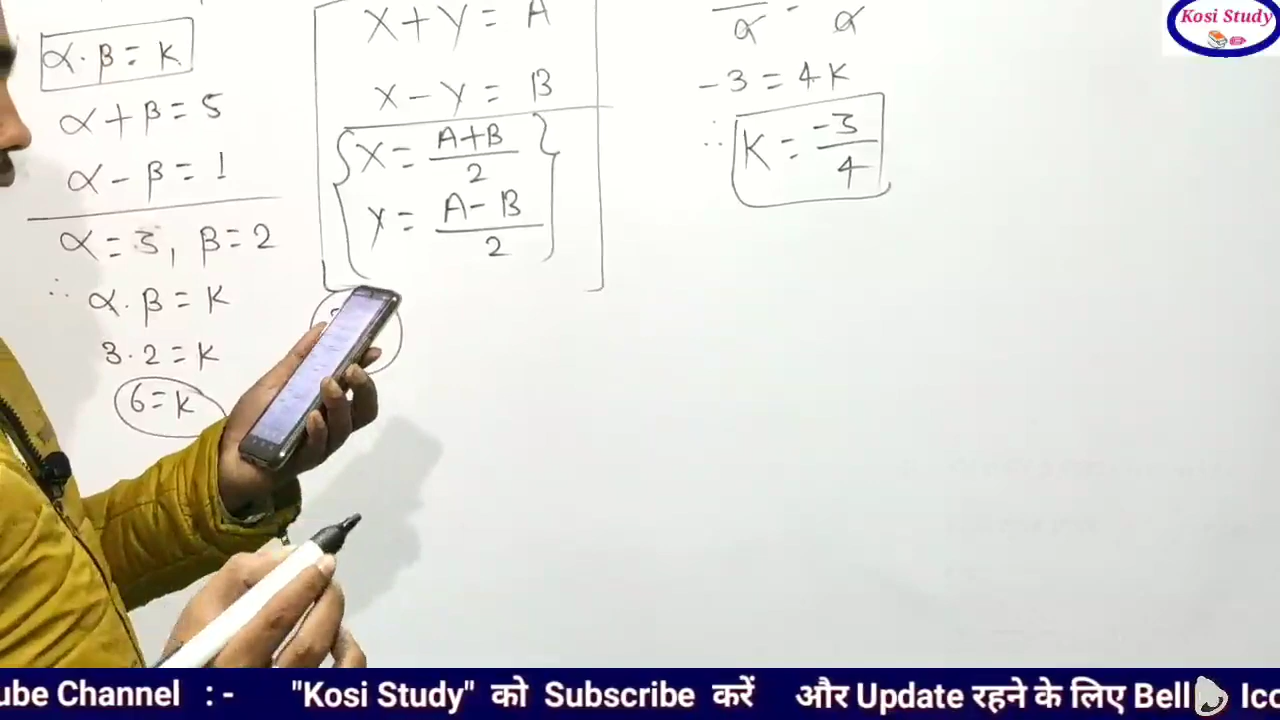 α·β = K
α + β = 5
α - β = 1
α = 3, β = 2
∴ α·β = K
3·2 = K
6 = K
X + Y = A
X - Y = B
X = A+B / 2
Y = A-B / 2
α α
-3 = 4K
∴ K = -3 / 4
Kosi Study
ube Channel :- "Kosi Study" को Subscribe करें और Update रहने के लिए Bell Ico